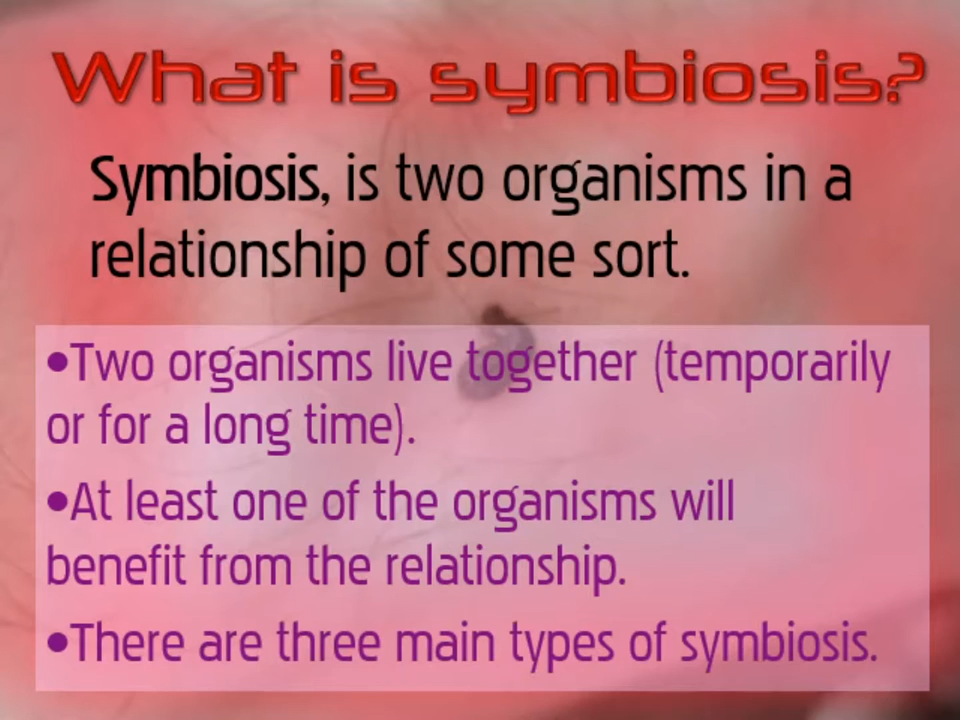 What is symbiosis?
Symbiosis, is two organisms in a
relationship of some sort.
•Two organisms live together (temporarily
or for a long time).
•At least one of the organisms will
benefit from the relationship.
•There are three main types of symbiosis.